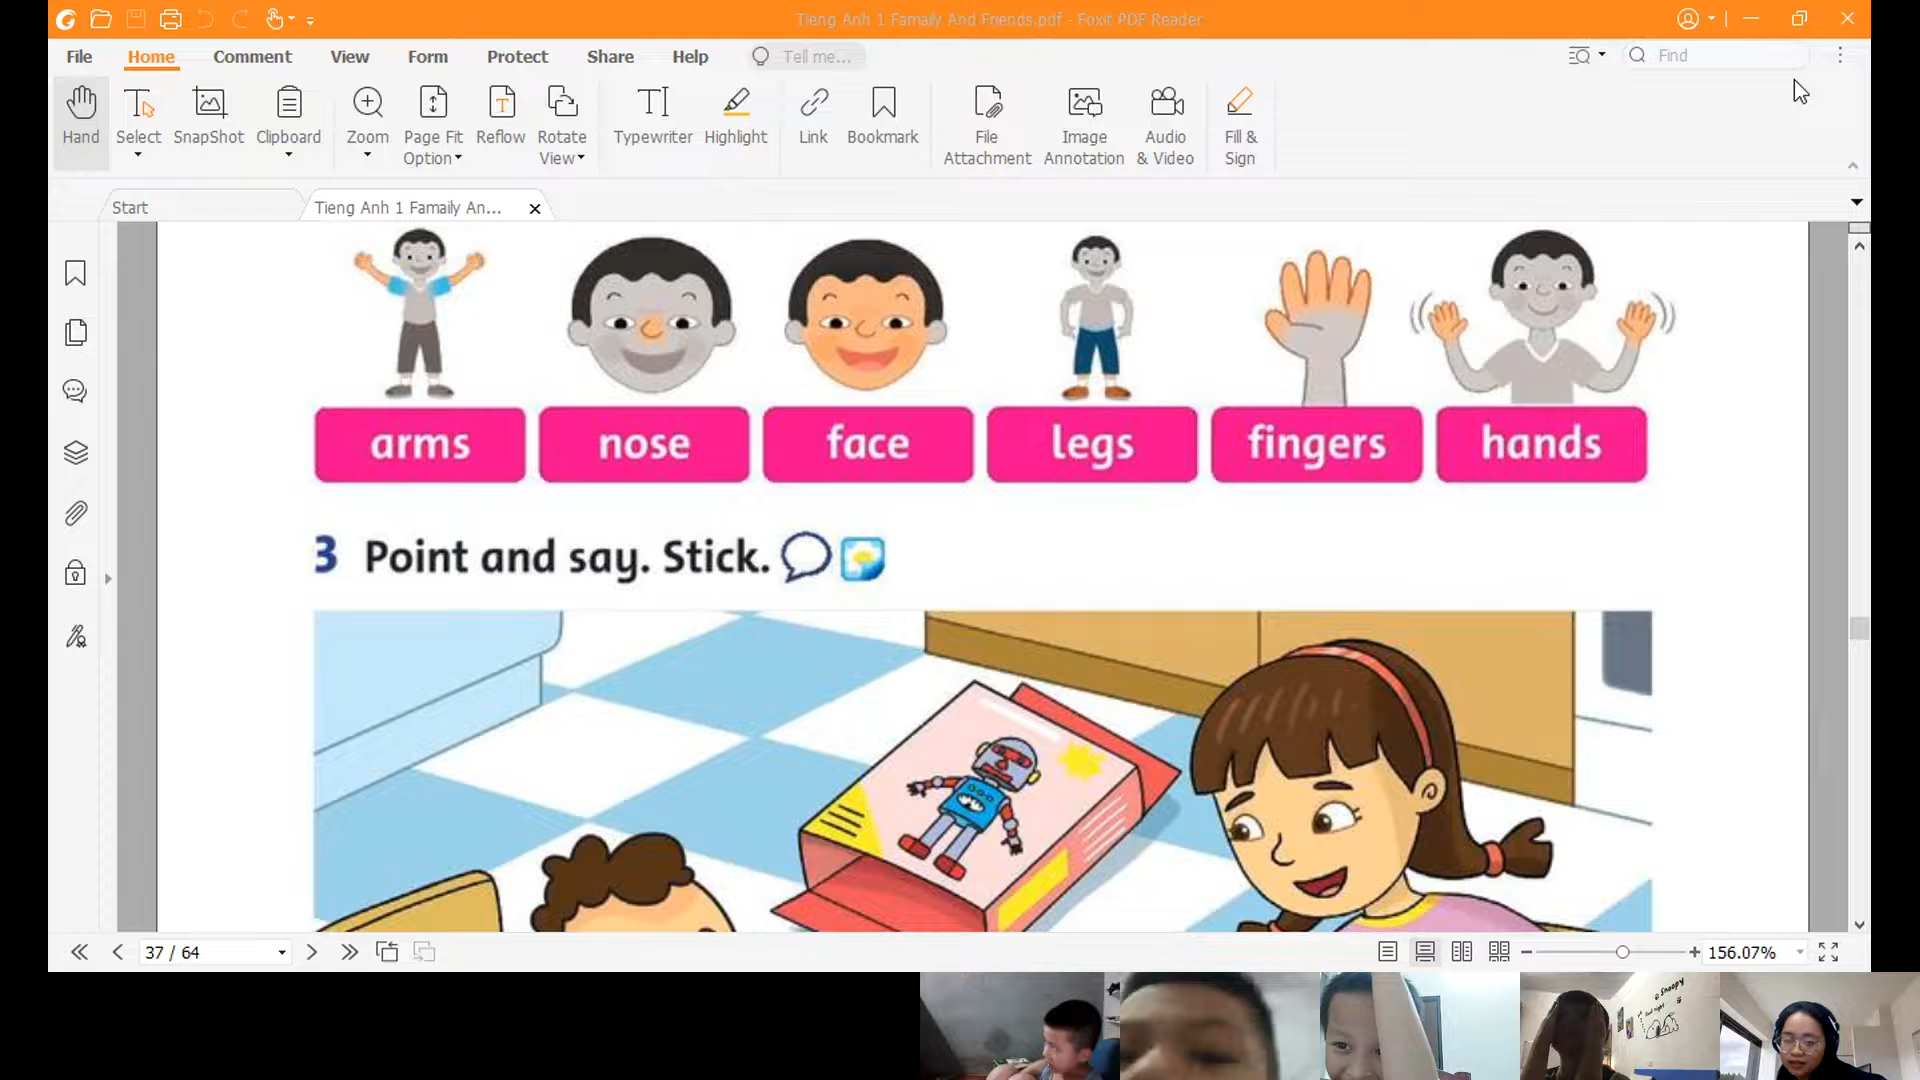 Tieng Anh 1 Famaily And Friends.pdf - Foxit PDF Reader
File Home Comment View Form Protect Share Help Tell me... Find
Hand Select SnapShot Clipboard Zoom Page Fit Option Reflow Rotate View Typewriter Highlight Link Bookmark File Attachment Image Annotation Audio & Video Fill & Sign
Start Tieng Anh 1 Famaily An...
arms nose face legs fingers hands
3 Point and say. Stick.
37 / 64 156.07%
Snoopy